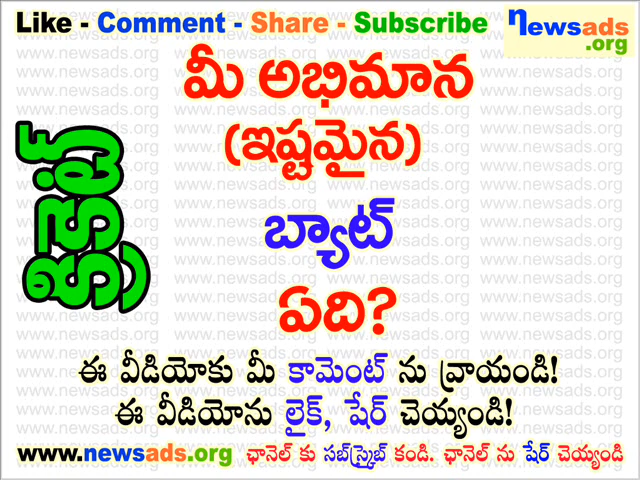 Like - Comment - Share - Subscribe
newsads
.org
మీ అభిమాన
(ఇష్టమైన)
బ్యాట్
ఏది?
క్రికెట్
ఈ వీడియోకు మీ కామెంట్ ను వ్రాయండి!
ఈ వీడియోను లైక్, షేర్ చెయ్యండి!
www.newsads.org ఛానెల్ కు సబ్‌స్క్రైబ్ కండి. ఛానెల్ ను షేర్ చెయ్యండి